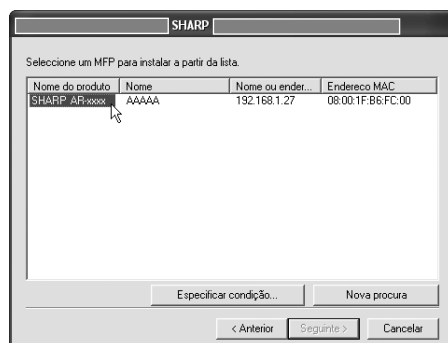 SHARP
Seleccione um MFP para instalar a partir da lista.
Nome do produto Nome Nome ou ender... Endereco MAC
SHARP AR-xxxx AAAAA 192.168.1.27 08:00:1F:B6:FC:00
Especificar condição... Nova procura
< Anterior Seguinte > Cancelar